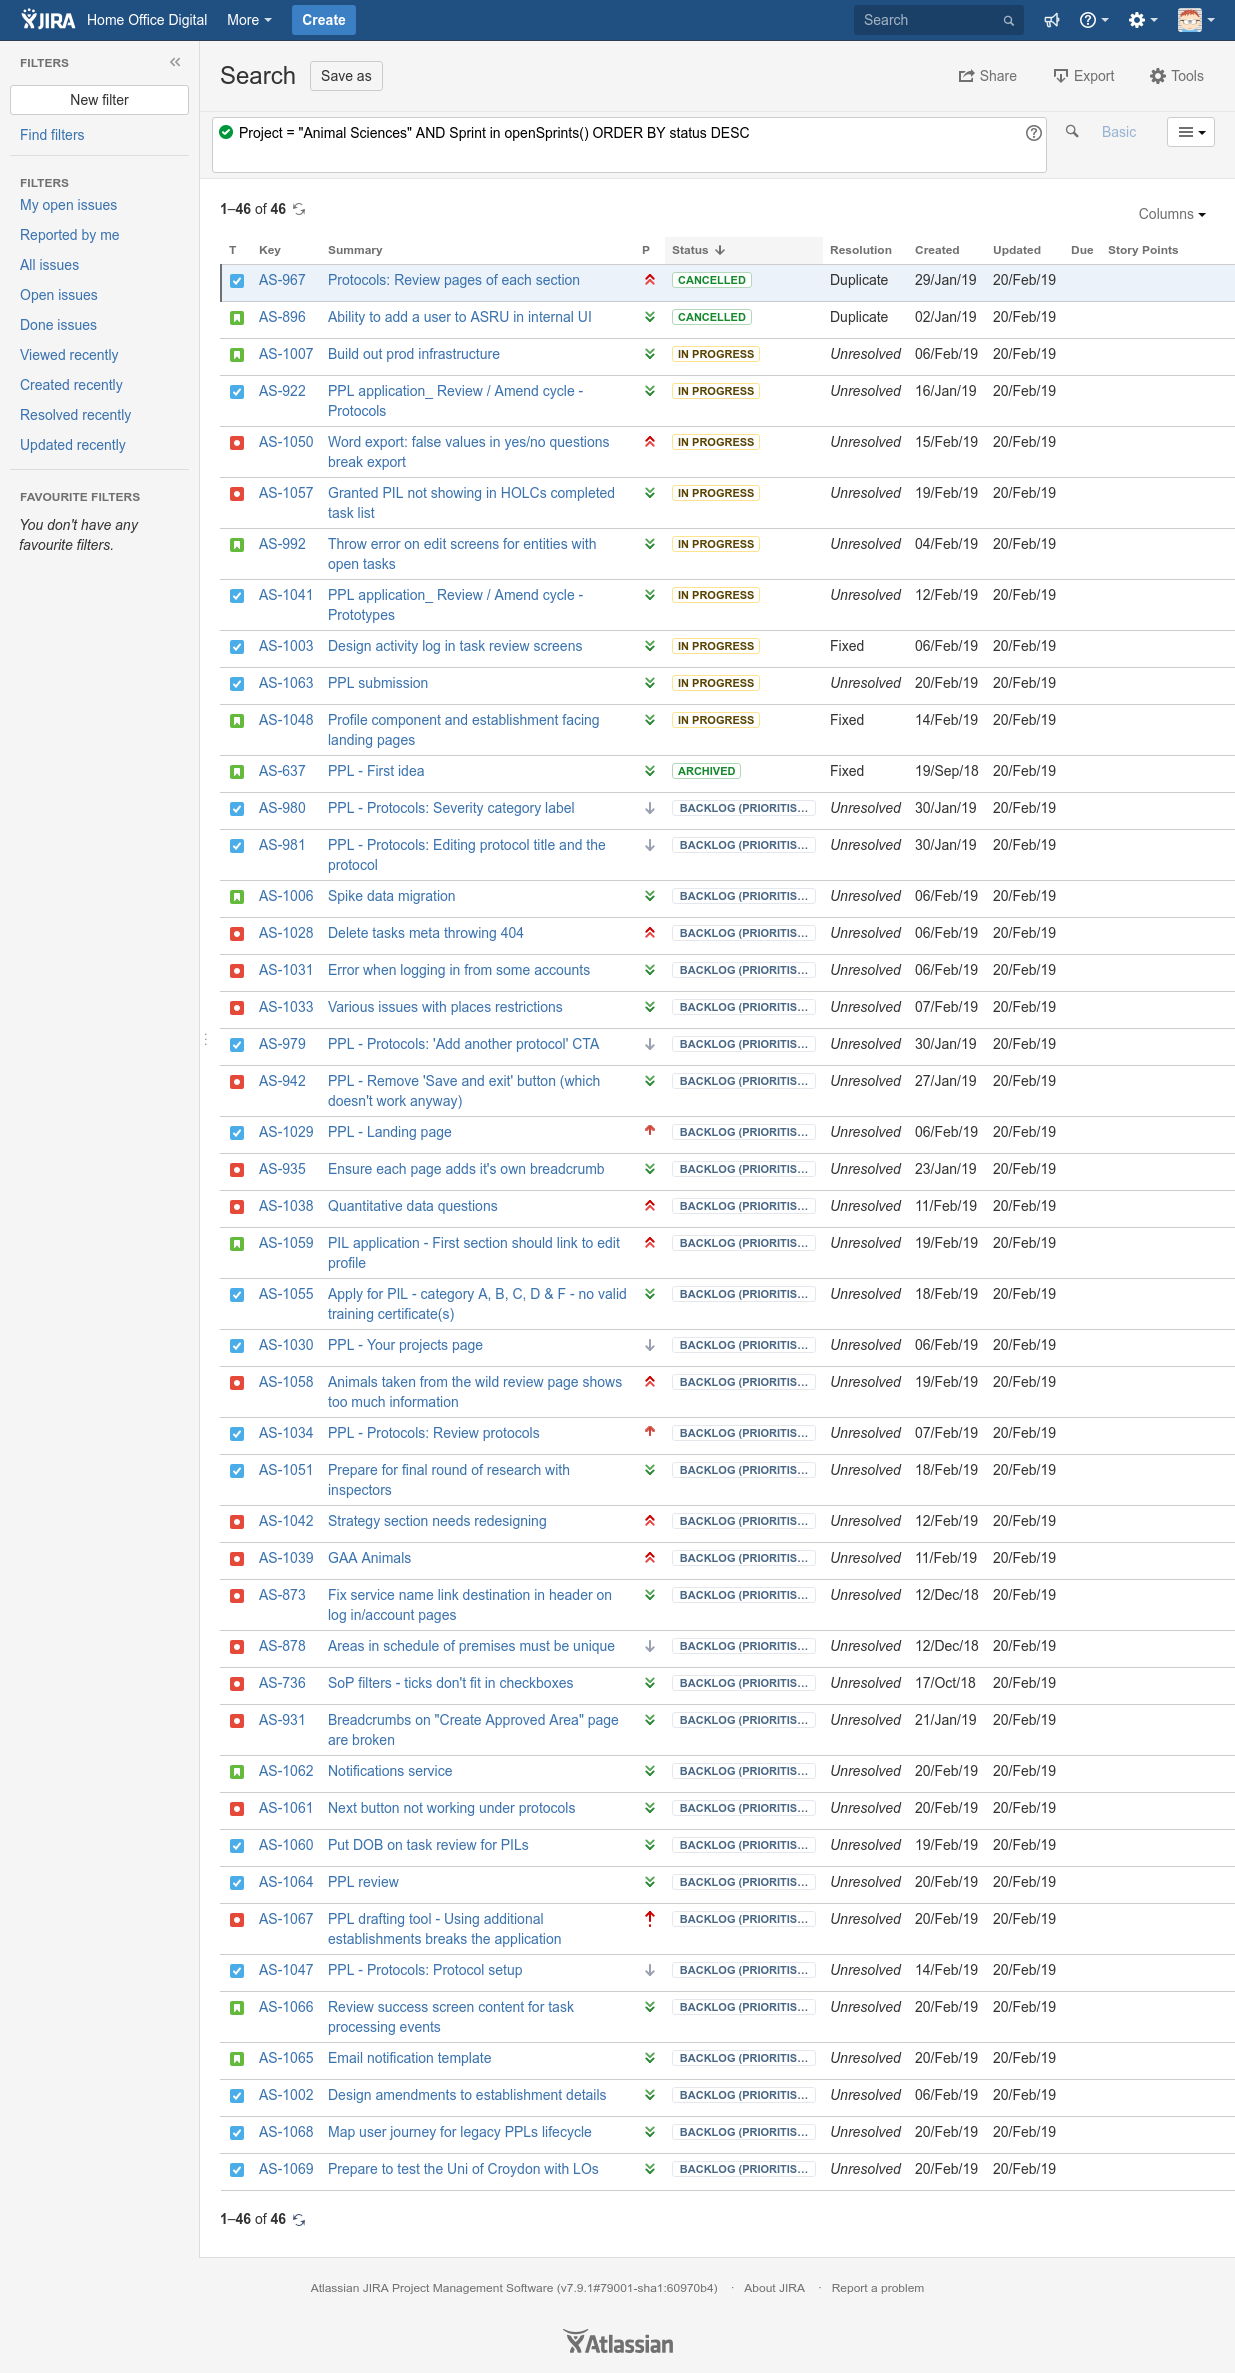 JIRA Home Office Digital More Create Search
FILTERS
New filter
Find filters
FILTERS
My open issues
Reported by me
All issues
Open issues
Done issues
Viewed recently
Created recently
Resolved recently
Updated recently
FAVOURITE FILTERS
You don't have any
favourite filters.
Search Save as Share Export Tools
Project = "Animal Sciences" AND Sprint in openSprints() ORDER BY status DESC Basic
1–46 of 46
Columns
T Key Summary P Status Resolution Created Updated Due Story Points
AS-967 Protocols: Review pages of each section CANCELLED Duplicate 29/Jan/19 20/Feb/19
AS-896 Ability to add a user to ASRU in internal UI CANCELLED Duplicate 02/Jan/19 20/Feb/19
AS-1007 Build out prod infrastructure IN PROGRESS Unresolved 06/Feb/19 20/Feb/19
AS-922 PPL application_ Review / Amend cycle - IN PROGRESS Unresolved 16/Jan/19 20/Feb/19
Protocols
AS-1050 Word export: false values in yes/no questions IN PROGRESS Unresolved 15/Feb/19 20/Feb/19
break export
AS-1057 Granted PIL not showing in HOLCs completed IN PROGRESS Unresolved 19/Feb/19 20/Feb/19
task list
AS-992 Throw error on edit screens for entities with IN PROGRESS Unresolved 04/Feb/19 20/Feb/19
open tasks
AS-1041 PPL application_ Review / Amend cycle - IN PROGRESS Unresolved 12/Feb/19 20/Feb/19
Prototypes
AS-1003 Design activity log in task review screens IN PROGRESS Fixed 06/Feb/19 20/Feb/19
AS-1063 PPL submission IN PROGRESS Unresolved 20/Feb/19 20/Feb/19
AS-1048 Profile component and establishment facing IN PROGRESS Fixed 14/Feb/19 20/Feb/19
landing pages
AS-637 PPL - First idea ARCHIVED Fixed 19/Sep/18 20/Feb/19
AS-980 PPL - Protocols: Severity category label BACKLOG (PRIORITIS... Unresolved 30/Jan/19 20/Feb/19
AS-981 PPL - Protocols: Editing protocol title and the BACKLOG (PRIORITIS... Unresolved 30/Jan/19 20/Feb/19
protocol
AS-1006 Spike data migration BACKLOG (PRIORITIS... Unresolved 06/Feb/19 20/Feb/19
AS-1028 Delete tasks meta throwing 404 BACKLOG (PRIORITIS... Unresolved 06/Feb/19 20/Feb/19
AS-1031 Error when logging in from some accounts BACKLOG (PRIORITIS... Unresolved 06/Feb/19 20/Feb/19
AS-1033 Various issues with places restrictions BACKLOG (PRIORITIS... Unresolved 07/Feb/19 20/Feb/19
AS-979 PPL - Protocols: 'Add another protocol' CTA BACKLOG (PRIORITIS... Unresolved 30/Jan/19 20/Feb/19
AS-942 PPL - Remove 'Save and exit' button (which BACKLOG (PRIORITIS... Unresolved 27/Jan/19 20/Feb/19
doesn't work anyway)
AS-1029 PPL - Landing page BACKLOG (PRIORITIS... Unresolved 06/Feb/19 20/Feb/19
AS-935 Ensure each page adds it's own breadcrumb BACKLOG (PRIORITIS... Unresolved 23/Jan/19 20/Feb/19
AS-1038 Quantitative data questions BACKLOG (PRIORITIS... Unresolved 11/Feb/19 20/Feb/19
AS-1059 PIL application - First section should link to edit BACKLOG (PRIORITIS... Unresolved 19/Feb/19 20/Feb/19
profile
AS-1055 Apply for PIL - category A, B, C, D & F - no valid BACKLOG (PRIORITIS... Unresolved 18/Feb/19 20/Feb/19
training certificate(s)
AS-1030 PPL - Your projects page BACKLOG (PRIORITIS... Unresolved 06/Feb/19 20/Feb/19
AS-1058 Animals taken from the wild review page shows BACKLOG (PRIORITIS... Unresolved 19/Feb/19 20/Feb/19
too much information
AS-1034 PPL - Protocols: Review protocols BACKLOG (PRIORITIS... Unresolved 07/Feb/19 20/Feb/19
AS-1051 Prepare for final round of research with BACKLOG (PRIORITIS... Unresolved 18/Feb/19 20/Feb/19
inspectors
AS-1042 Strategy section needs redesigning BACKLOG (PRIORITIS... Unresolved 12/Feb/19 20/Feb/19
AS-1039 GAA Animals BACKLOG (PRIORITIS... Unresolved 11/Feb/19 20/Feb/19
AS-873 Fix service name link destination in header on BACKLOG (PRIORITIS... Unresolved 12/Dec/18 20/Feb/19
log in/account pages
AS-878 Areas in schedule of premises must be unique BACKLOG (PRIORITIS... Unresolved 12/Dec/18 20/Feb/19
AS-736 SoP filters - ticks don't fit in checkboxes BACKLOG (PRIORITIS... Unresolved 17/Oct/18 20/Feb/19
AS-931 Breadcrumbs on "Create Approved Area" page BACKLOG (PRIORITIS... Unresolved 21/Jan/19 20/Feb/19
are broken
AS-1062 Notifications service BACKLOG (PRIORITIS... Unresolved 20/Feb/19 20/Feb/19
AS-1061 Next button not working under protocols BACKLOG (PRIORITIS... Unresolved 20/Feb/19 20/Feb/19
AS-1060 Put DOB on task review for PILs BACKLOG (PRIORITIS... Unresolved 19/Feb/19 20/Feb/19
AS-1064 PPL review BACKLOG (PRIORITIS... Unresolved 20/Feb/19 20/Feb/19
AS-1067 PPL drafting tool - Using additional BACKLOG (PRIORITIS... Unresolved 20/Feb/19 20/Feb/19
establishments breaks the application
AS-1047 PPL - Protocols: Protocol setup BACKLOG (PRIORITIS... Unresolved 14/Feb/19 20/Feb/19
AS-1066 Review success screen content for task BACKLOG (PRIORITIS... Unresolved 20/Feb/19 20/Feb/19
processing events
AS-1065 Email notification template BACKLOG (PRIORITIS... Unresolved 20/Feb/19 20/Feb/19
AS-1002 Design amendments to establishment details BACKLOG (PRIORITIS... Unresolved 06/Feb/19 20/Feb/19
AS-1068 Map user journey for legacy PPLs lifecycle BACKLOG (PRIORITIS... Unresolved 20/Feb/19 20/Feb/19
AS-1069 Prepare to test the Uni of Croydon with LOs BACKLOG (PRIORITIS... Unresolved 20/Feb/19 20/Feb/19
1–46 of 46
Atlassian JIRA Project Management Software (v7.9.1#79001-sha1:60970b4) · About JIRA · Report a problem
Atlassian